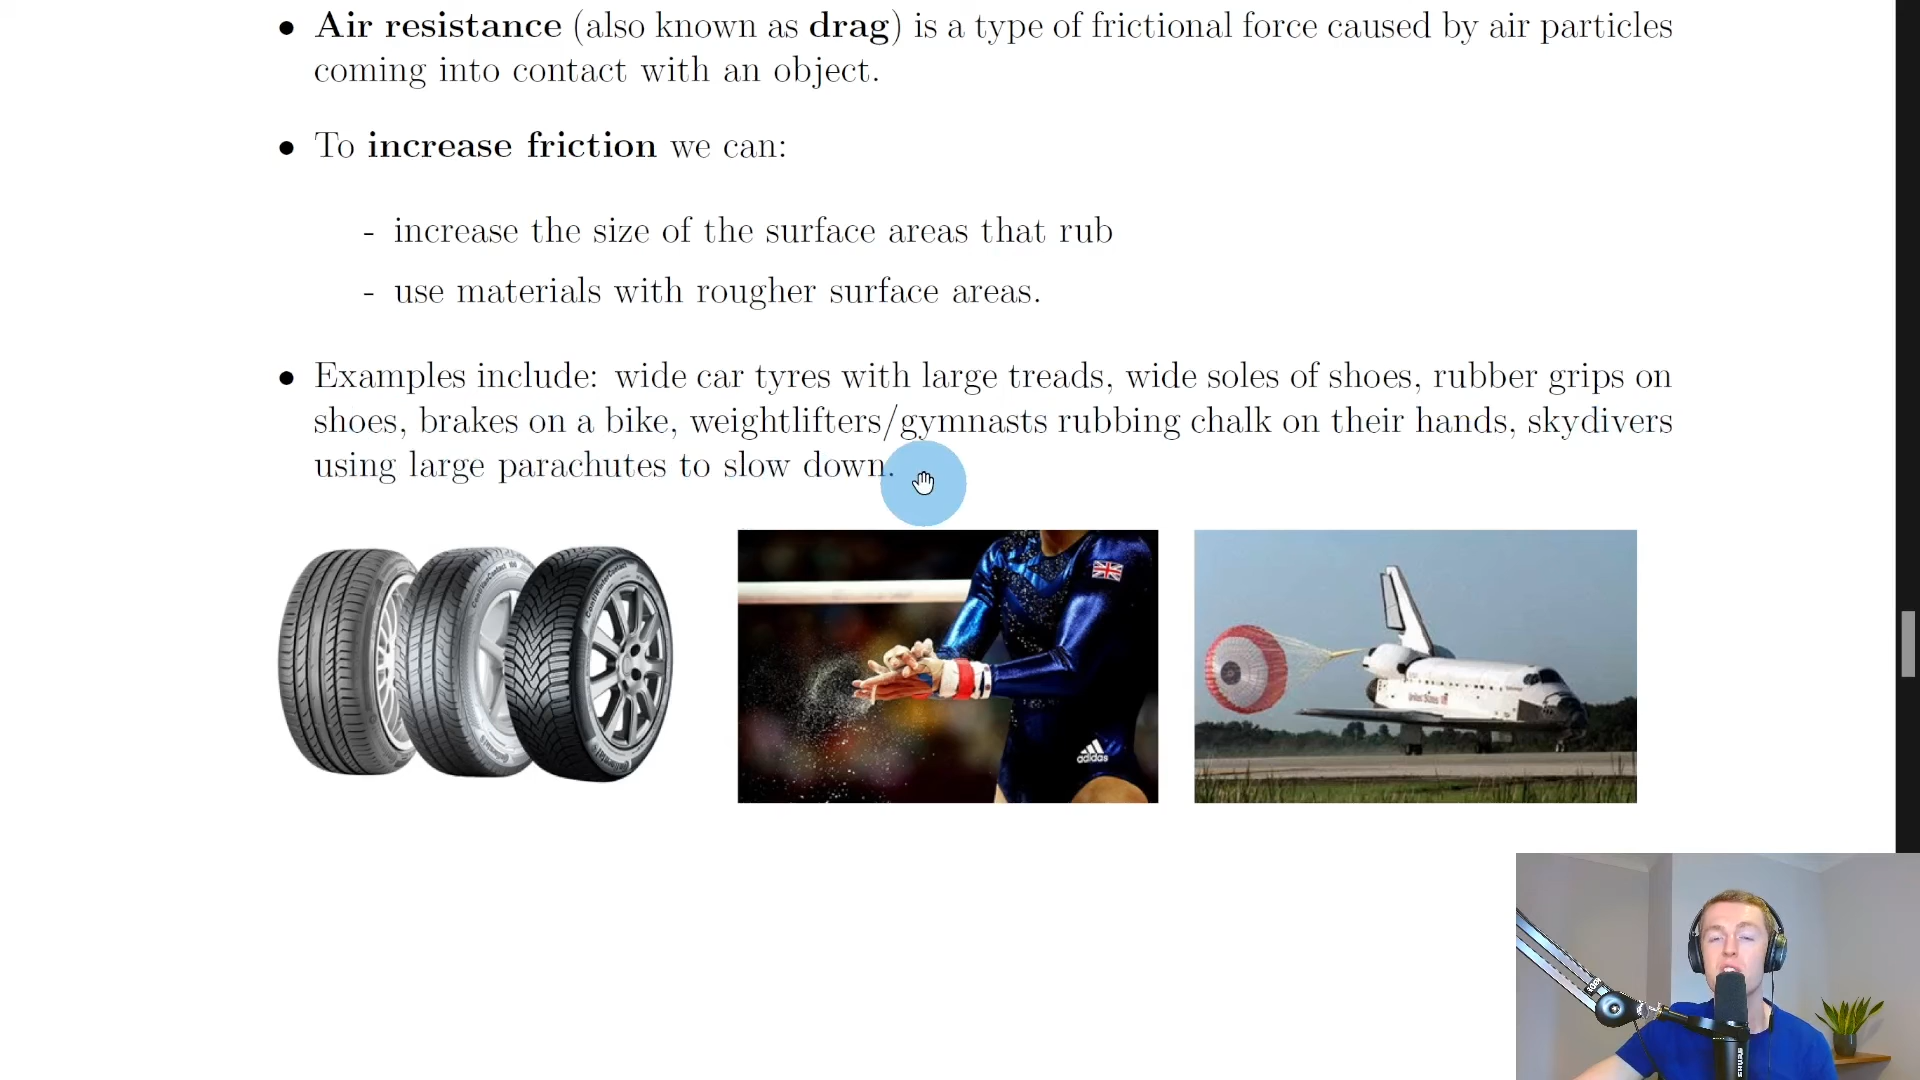 • Air resistance (also known as drag) is a type of frictional force caused by air particles
coming into contact with an object.
• To increase friction we can:
- increase the size of the surface areas that rub
- use materials with rougher surface areas.
• Examples include: wide car tyres with large treads, wide soles of shoes, rubber grips on
shoes, brakes on a bike, weightlifters/gymnasts rubbing chalk on their hands, skydivers
using large parachutes to slow down.
adidas
United States